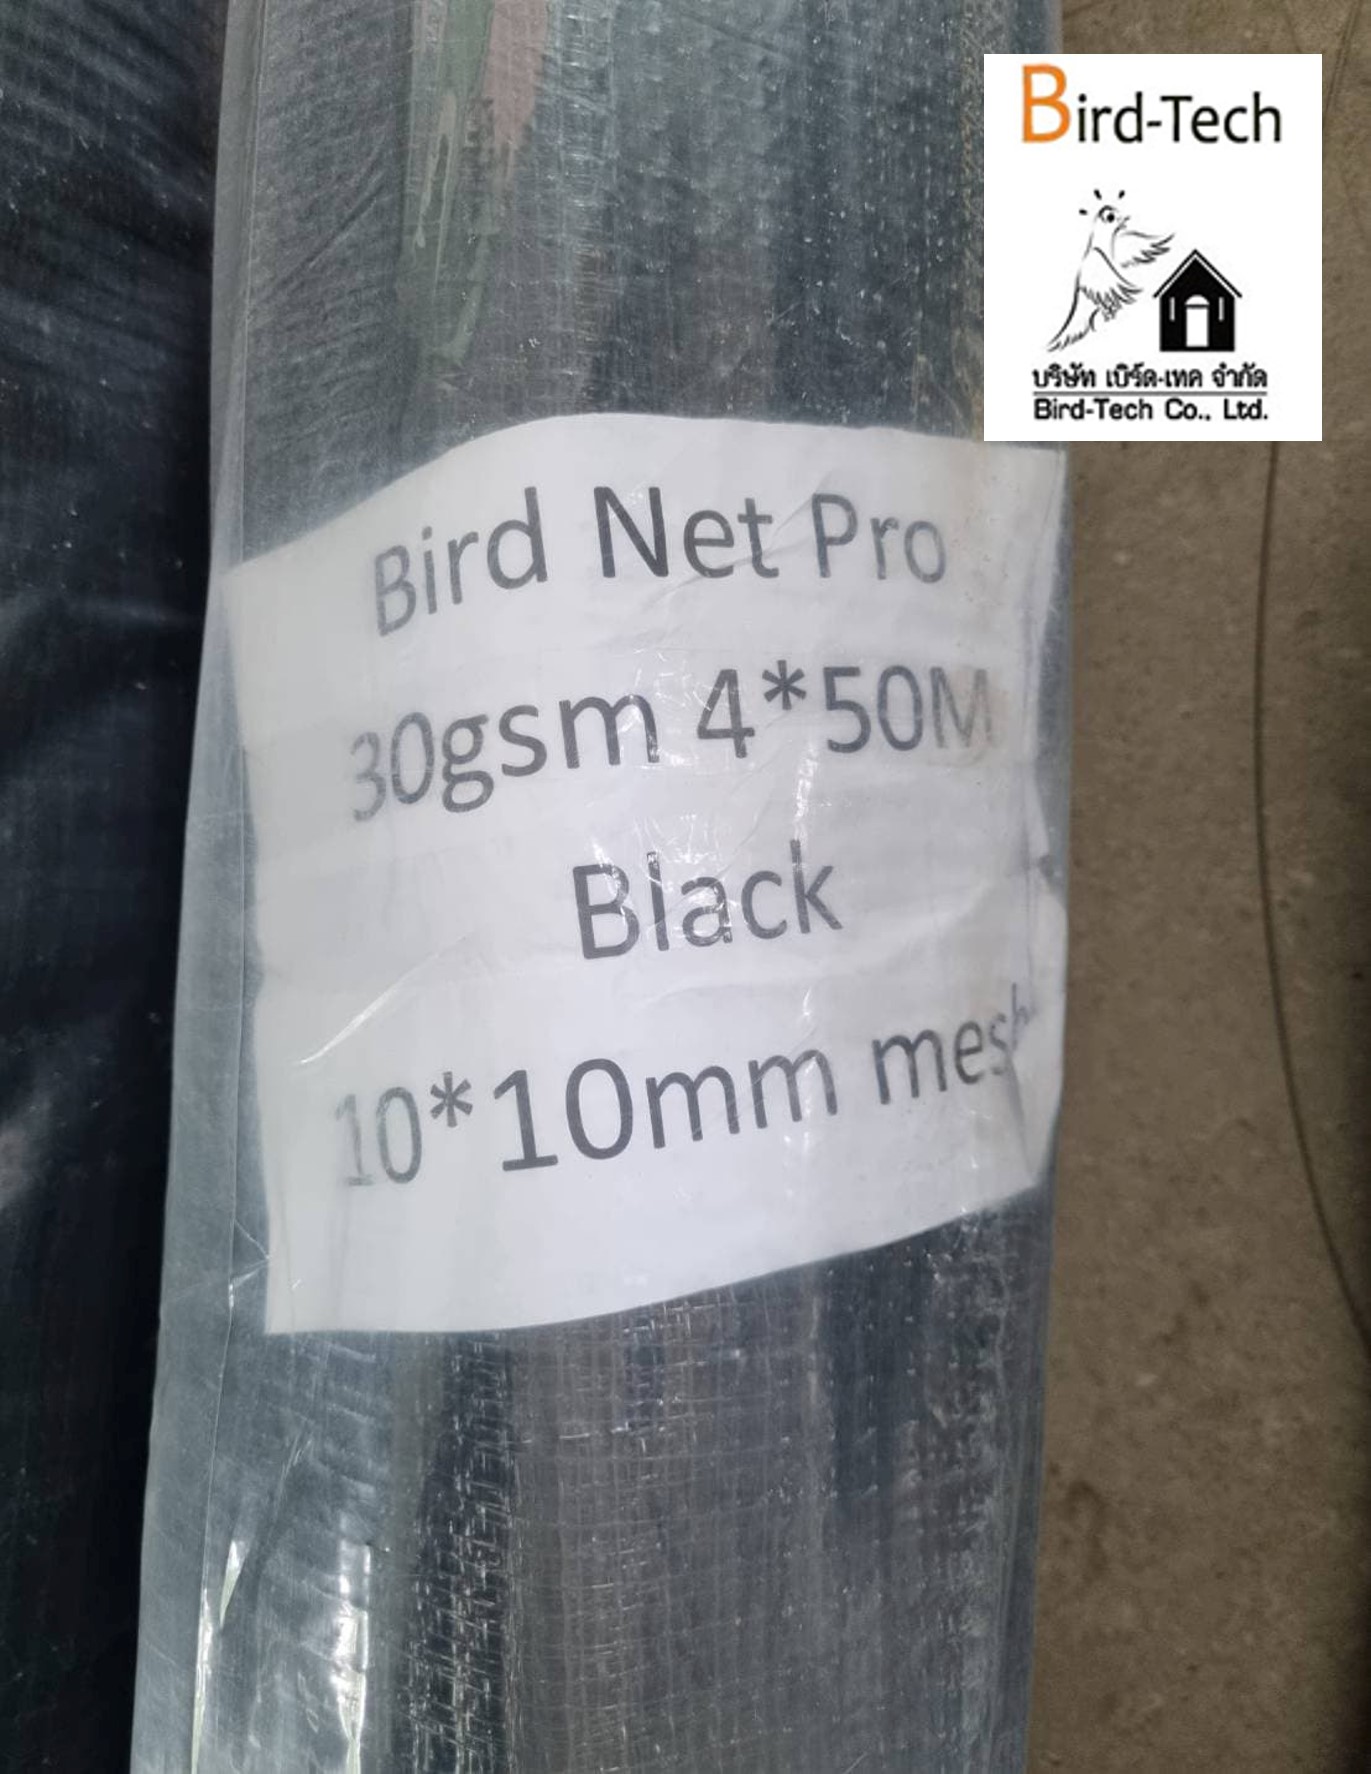 Bird-Tech
บริษัท เบิร์ด-เทค จำกัด
Bird-Tech Co., Ltd.
Bird Net Pro
30gsm 4*50M
Black
10*10mm mesh